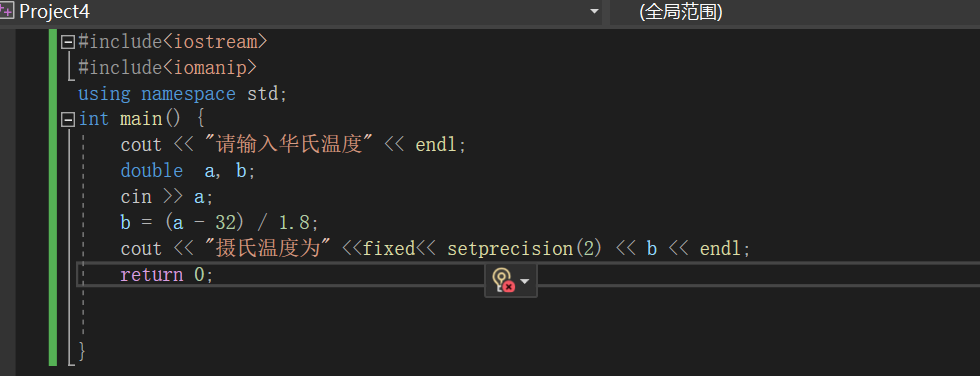 Project4
(全局范围)
#include<iostream>
#include<iomanip>
using namespace std;
int main() {
cout << "请输入华氏温度" << endl;
double  a, b;
cin >> a;
b = (a - 32) / 1.8;
cout << "摄氏温度为" <<fixed<< setprecision(2) << b << endl;
return 0;
}